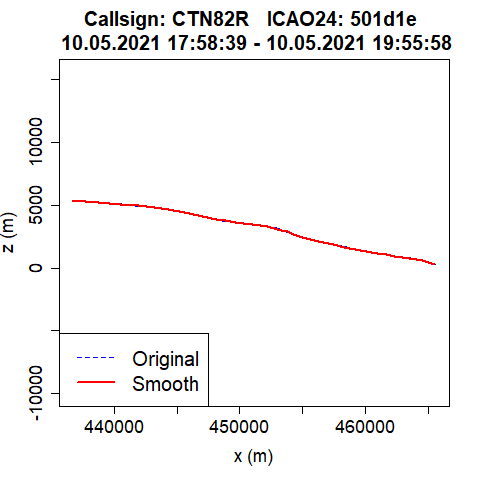 Callsign: CTN82R   ICAO24: 501d1e
10.05.2021 17:58:39 - 10.05.2021 19:55:58
z (m)
10000
5000
0
-10000
Original
Smooth
440000 450000 460000
x (m)